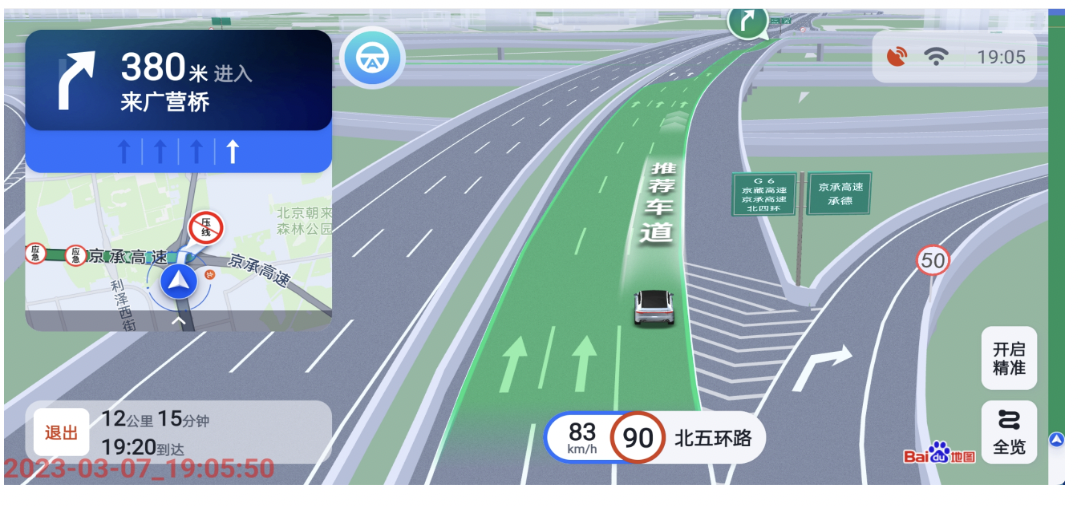 380米 进入
来广营桥
19:05
推荐车道
G 6
京藏高速
京承高速
北四环
京承高速
承德
50
压线
北京朝来
森林公园
应急
应急
京承高速
京承高速
利泽西街
开启
精准
退出
12公里 15分钟
19:20到达
83
km/h
90
北五环路
全览
Bai du 地图
2023-03-07_19:05:50